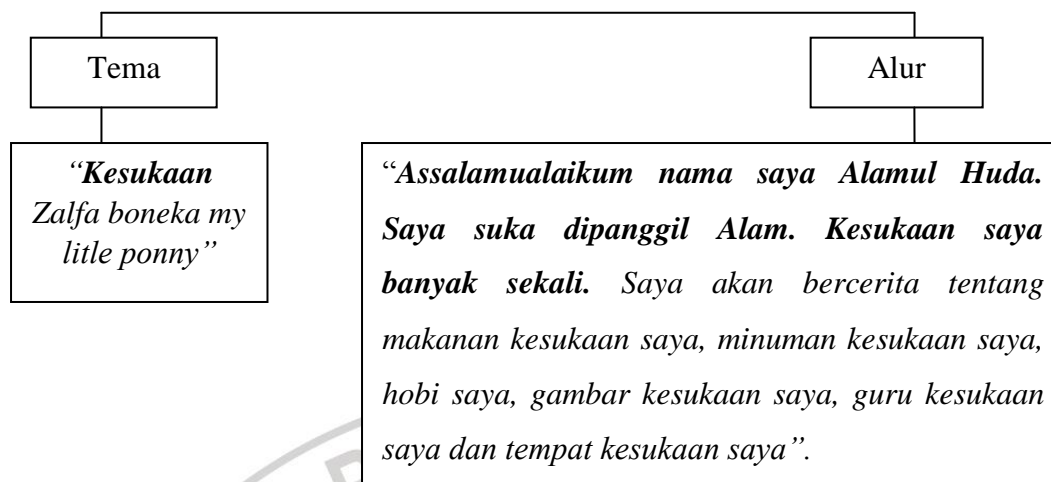 Tema
Alur
“Kesukaan
Zalfa boneka my
litle ponny”
“Assalamualaikum nama saya Alamul Huda.
Saya suka dipanggil Alam. Kesukaan saya
banyak sekali. Saya akan bercerita tentang
makanan kesukaan saya, minuman kesukaan saya,
hobi saya, gambar kesukaan saya, guru kesukaan
saya dan tempat kesukaan saya”.